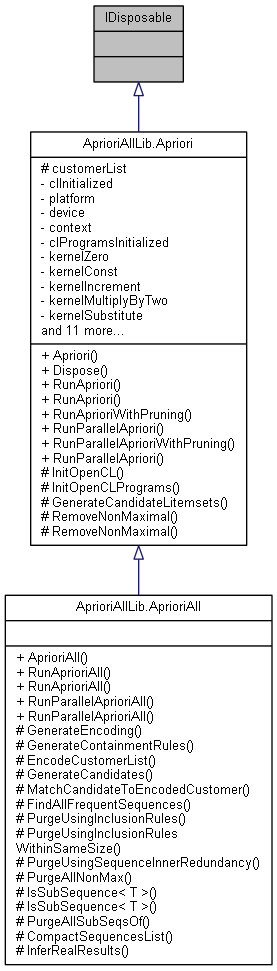 IDisposable
AprioriAllLib.Apriori
# customerList
- clInitialized
- platform
- device
- context
- clProgramsInitialized
- kernelZero
- kernelConst
- kernelIncrement
- kernelMultiplyByTwo
- kernelSubstitute
and 11 more...
+ Apriori()
+ Dispose()
+ RunApriori()
+ RunApriori()
+ RunAprioriWithPruning()
+ RunParallelApriori()
+ RunParallelAprioriWithPruning()
+ RunParallelApriori()
# InitOpenCL()
# InitOpenCLPrograms()
# GenerateCandidateLitemsets()
# RemoveNonMaximal()
# RemoveNonMaximal()
AprioriAllLib.AprioriAll
+ AprioriAll()
+ RunAprioriAll()
+ RunAprioriAll()
+ RunParallelAprioriAll()
+ RunParallelAprioriAll()
# GenerateEncoding()
# GenerateContainmentRules()
# EncodeCustomerList()
# GenerateCandidates()
# MatchCandidateToEncodedCustomer()
# FindAllFrequentSequences()
# PurgeUsingInclusionRules()
# PurgeUsingInclusionRules
WithinSameSize()
# PurgeUsingSequenceInnerRedundancy()
# PurgeAllNonMax()
# IsSubSequence< T >()
# IsSubSequence< T >()
# PurgeAllSubSeqsOf()
# CompactSequencesList()
# InferRealResults()